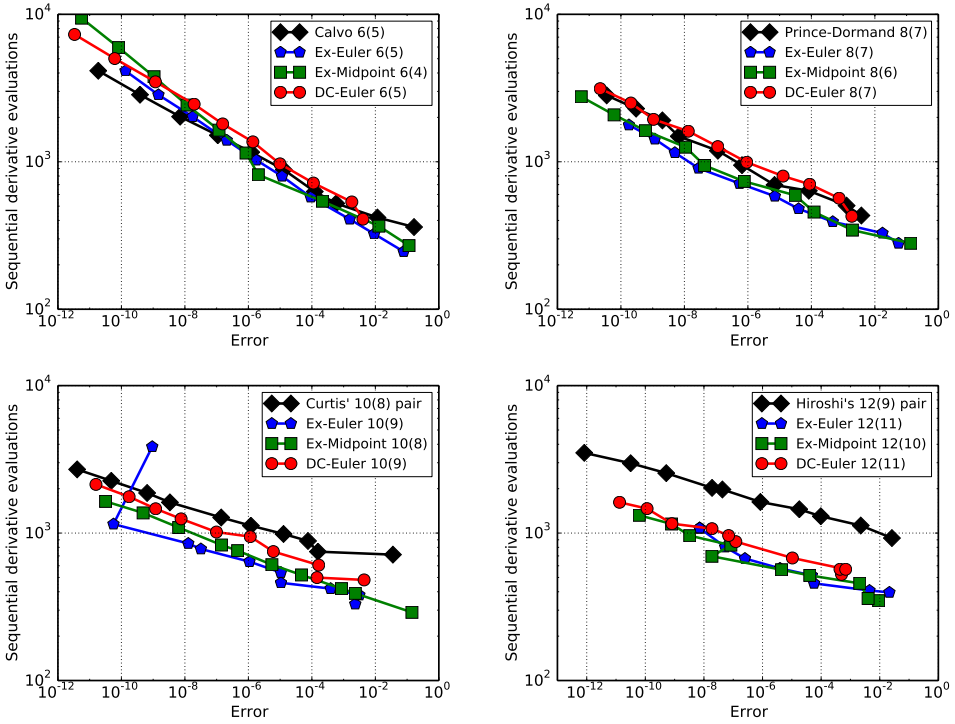 10^4
10^3
10^2
Sequential derivative evaluations
Calvo 6(5)
Ex-Euler 6(5)
Ex-Midpoint 6(4)
DC-Euler 6(5)
10^-12 10^-10 10^-8 10^-6 10^-4 10^-2 10^0
Error
10^4
10^3
10^2
Sequential derivative evaluations
Prince-Dormand 8(7)
Ex-Euler 8(7)
Ex-Midpoint 8(6)
DC-Euler 8(7)
10^-12 10^-10 10^-8 10^-6 10^-4 10^-2 10^0
Error
10^4
10^3
10^2
Sequential derivative evaluations
Curtis' 10(8) pair
Ex-Euler 10(9)
Ex-Midpoint 10(8)
DC-Euler 10(9)
10^-12 10^-10 10^-8 10^-6 10^-4 10^-2 10^0
Error
10^4
10^3
10^2
Sequential derivative evaluations
Hiroshi's 12(9) pair
Ex-Euler 12(11)
Ex-Midpoint 12(10)
DC-Euler 12(11)
10^-12 10^-10 10^-8 10^-6 10^-4 10^-2 10^0
Error